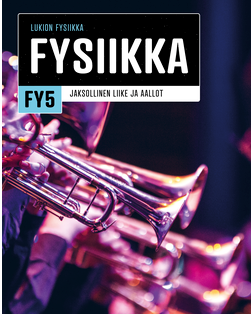 LUKION FYSIIKKA
FYSIIKKA
FY5
JAKSOLLINEN LIIKE JA AALLOT